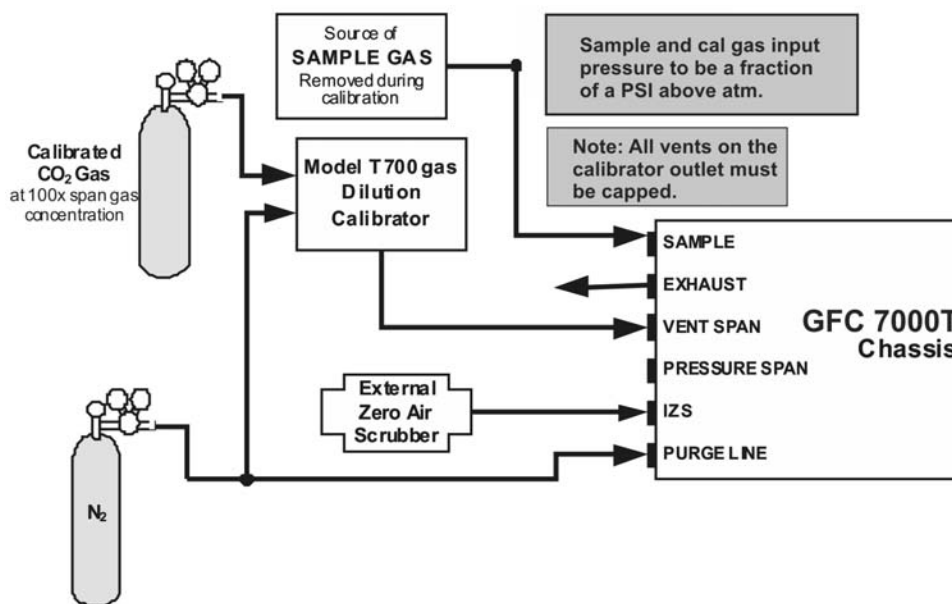 Source of
SAMPLE GAS
Removed during
calibration
Sample and cal gas input
pressure to be a fraction
of a PSI above atm.
Note: All vents on the
calibrator outlet must
be capped.
Calibrated
CO₂ Gas
at 100x span gas
concentration
Model T700 gas
Dilution
Calibrator
SAMPLE
EXHAUST
VENT SPAN
PRESSURE SPAN
IZS
PURGE LINE
GFC 7000T
Chassis
External
Zero Air
Scrubber
N₂